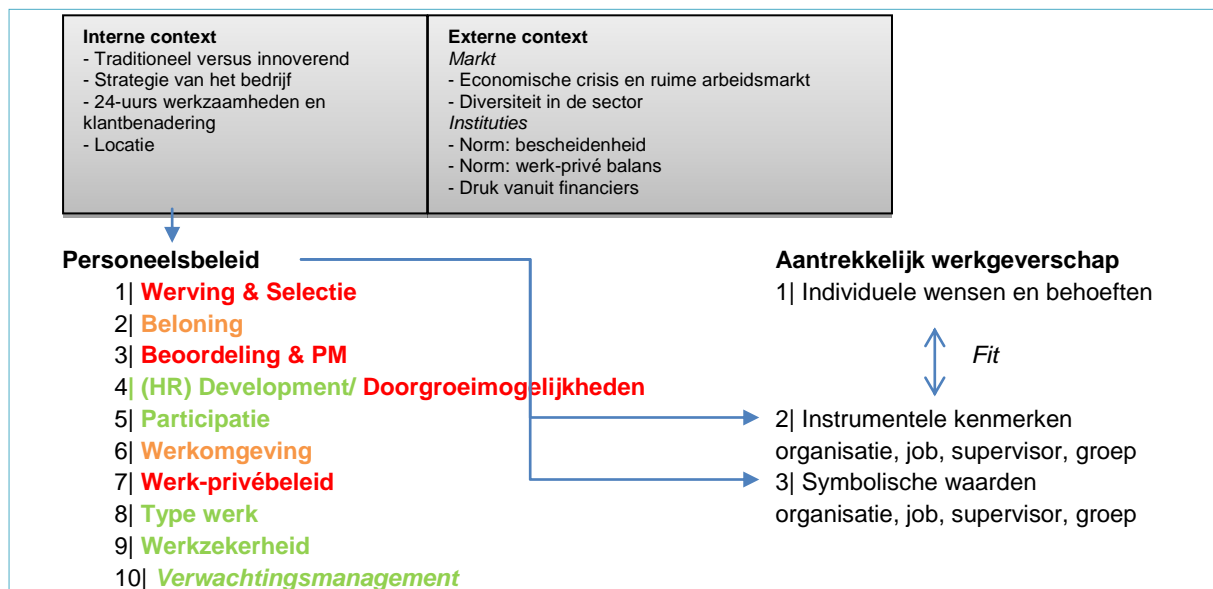 Interne context
- Traditioneel versus innoverend
- Strategie van het bedrijf
- 24-uurs werkzaamheden en
klantbenadering
- Locatie
Externe context
Markt
- Economische crisis en ruime arbeidsmarkt
- Diversiteit in de sector
Instituties
- Norm: bescheidenheid
- Norm: werk-privé balans
- Druk vanuit financiers
Personeelsbeleid
1| Werving & Selectie
2| Beloning
3| Beoordeling & PM
4| (HR) Development/ Doorgroeimogelijkheden
5| Participatie
6| Werkomgeving
7| Werk-privébeleid
8| Type werk
9| Werkzekerheid
10| Verwachtingsmanagement
Aantrekkelijk werkgeverschap
1| Individuele wensen en behoeften
Fit
2| Instrumentele kenmerken
organisatie, job, supervisor, groep
3| Symbolische waarden
organisatie, job, supervisor, groep